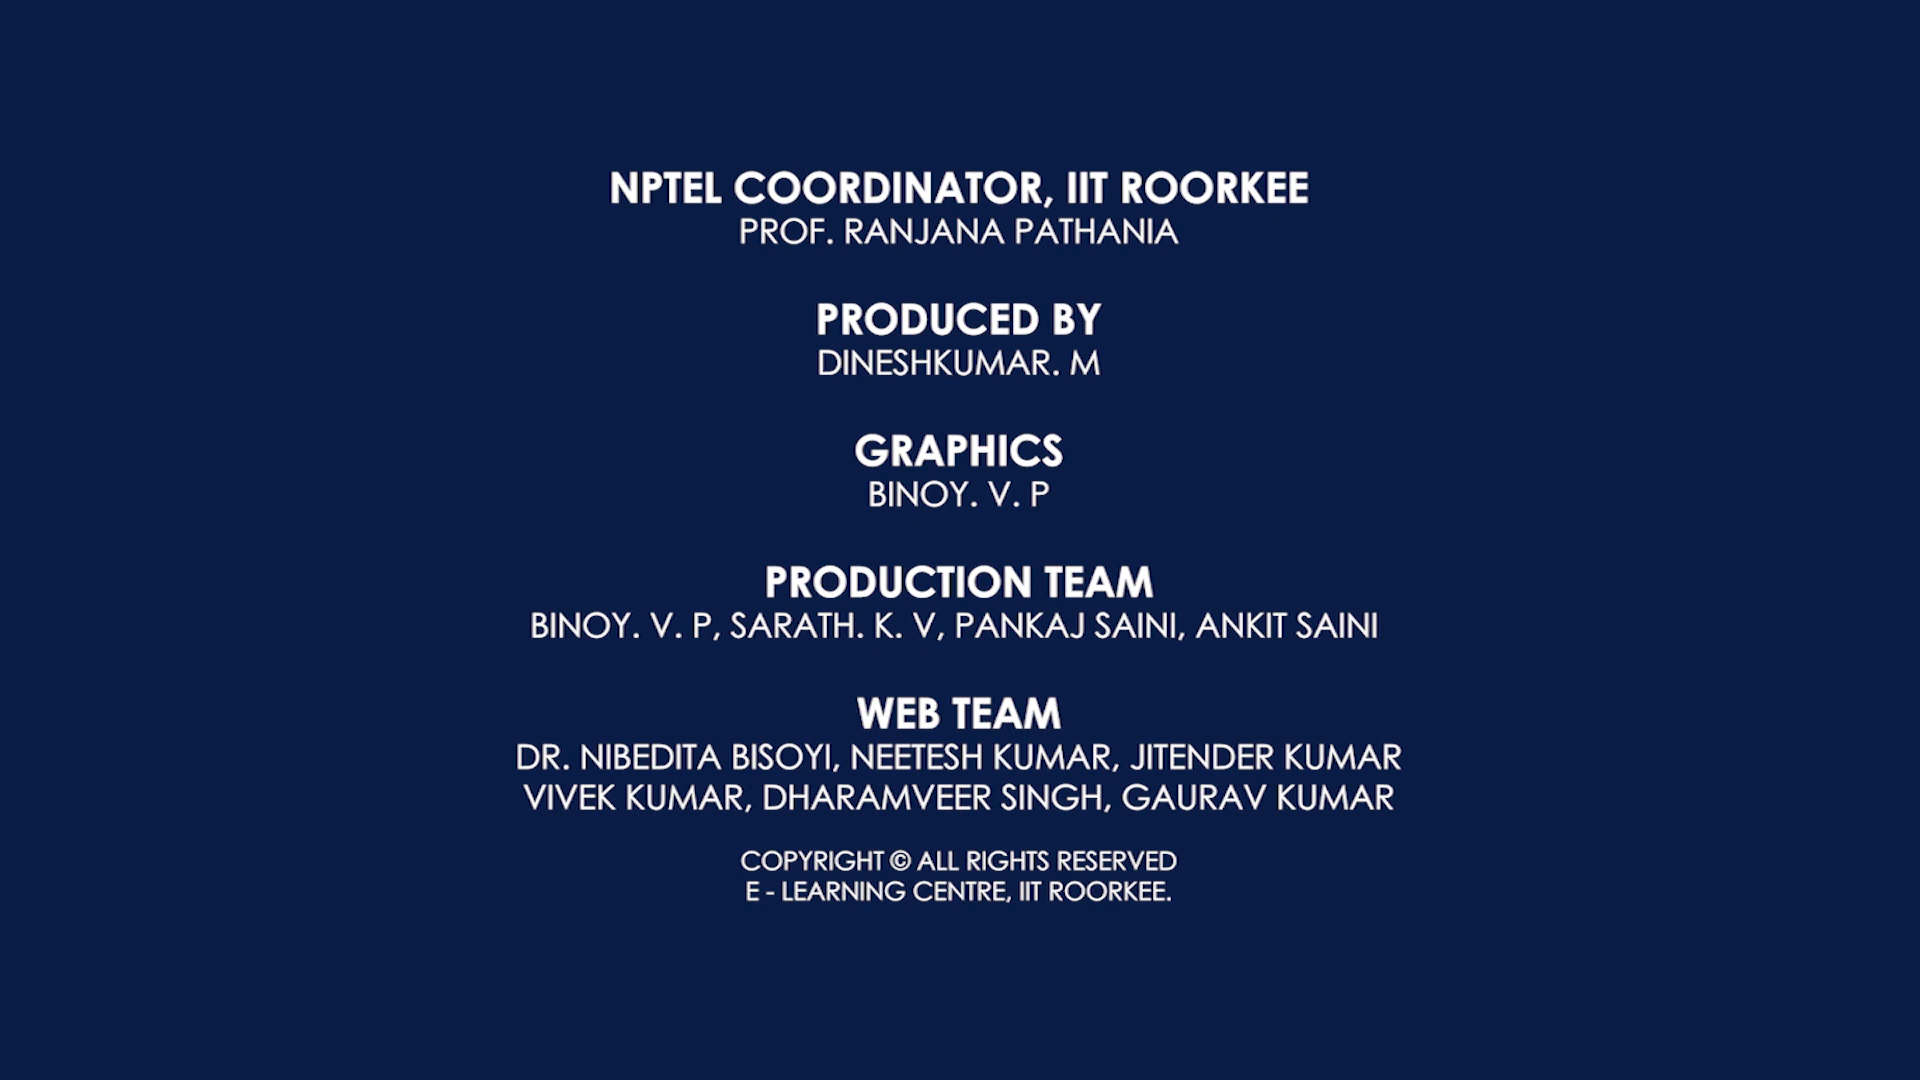 NPTEL COORDINATOR, IIT ROORKEE
PROF. RANJANA PATHANIA
PRODUCED BY
DINESHKUMAR. M
GRAPHICS
BINOY. V. P
PRODUCTION TEAM
BINOY. V. P, SARATH. K. V, PANKAJ SAINI, ANKIT SAINI
WEB TEAM
DR. NIBEDITA BISOYI, NEETESH KUMAR, JITENDER KUMAR
VIVEK KUMAR, DHARAMVEER SINGH, GAURAV KUMAR
COPYRIGHT © ALL RIGHTS RESERVED
E - LEARNING CENTRE, IIT ROORKEE.